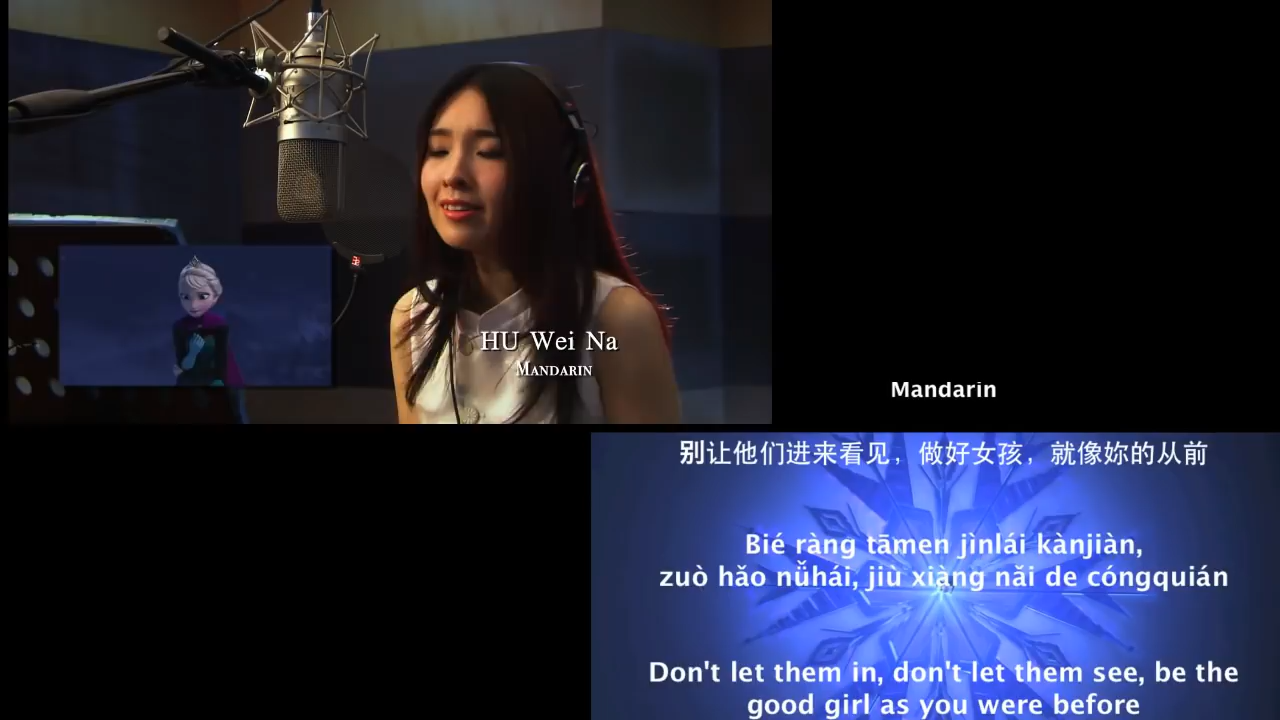 HU Wei Na
Mandarin
Mandarin
别让他们进来看见，做好女孩，就像妳的从前
Bié ràng tāmen jìnlái kànjiàn,
zuò hǎo nǚhái, jiù xiàng nǎi de cóngquián
Don't let them in, don't let them see, be the
good girl as you were before